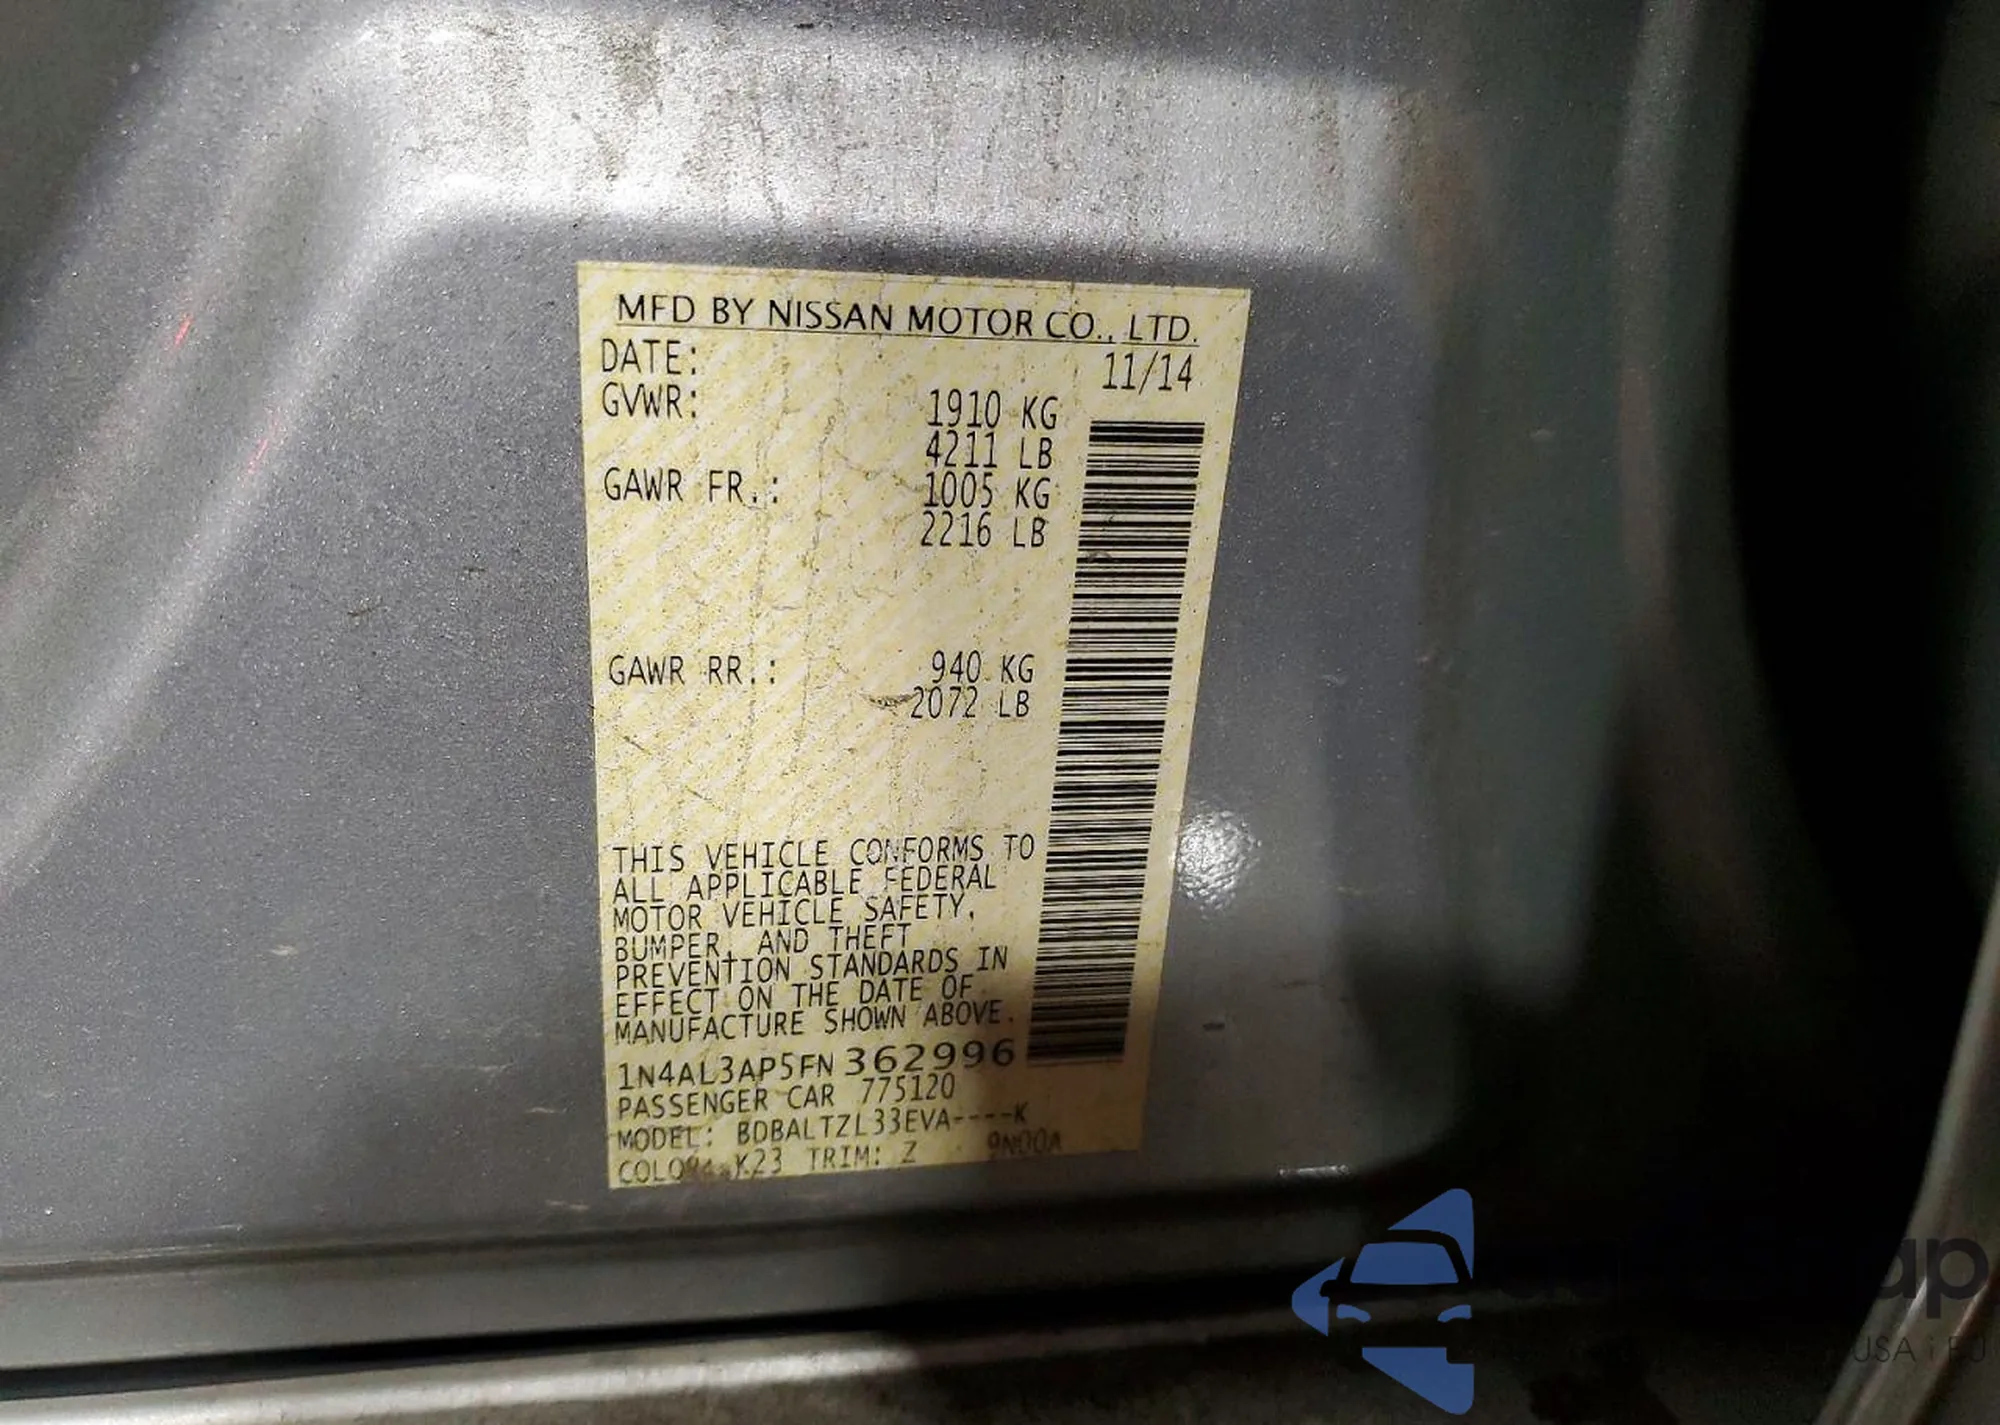 MFD BY NISSAN MOTOR CO., LTD.
DATE: 11/14
GVWR: 1910 KG
4211 LB
GAWR FR.: 1005 KG
2216 LB
GAWR RR.: 940 KG
2072 LB
THIS VEHICLE CONFORMS TO
ALL APPLICABLE FEDERAL
MOTOR VEHICLE SAFETY,
BUMPER, AND THEFT
PREVENTION STANDARDS IN
EFFECT ON THE DATE OF
MANUFACTURE SHOWN ABOVE.
1N4AL3AP5FN362996
PASSENGER CAR 775120
MODEL: BDBALTZL33EVA----K
COLOR: K23 TRIM: Z 9N00A
USA i